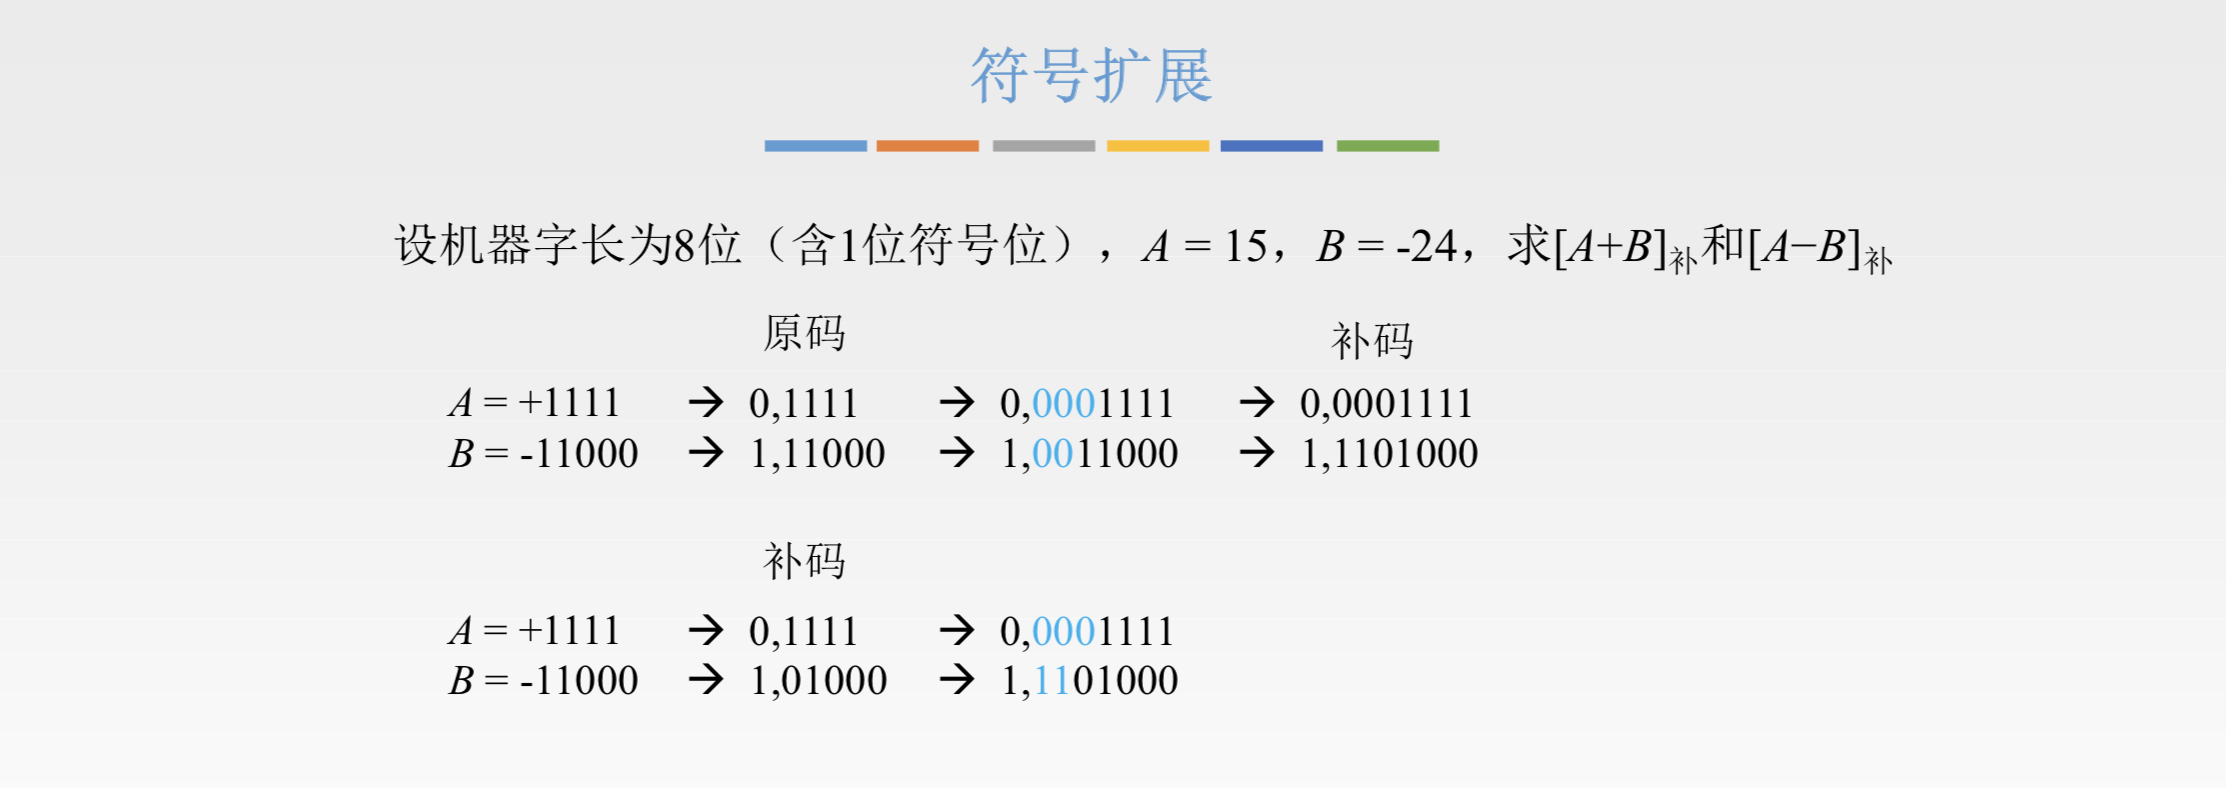 符号扩展
设机器字长为8位（含1位符号位），A = 15，B = -24，求[A+B]补和[A−B]补
原码 补码
A = +1111 → 0,1111 → 0,0001111 → 0,0001111
B = -11000 → 1,11000 → 1,0011000 → 1,1101000
补码
A = +1111 → 0,1111 → 0,0001111
B = -11000 → 1,01000 → 1,1101000